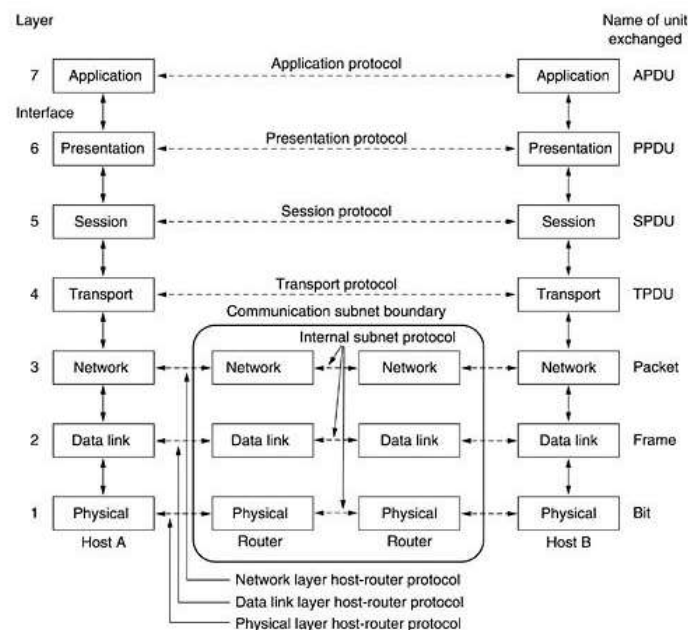 Layer
Name of unit
exchanged
7 Application Application protocol Application APDU
Interface
6 Presentation Presentation protocol Presentation PPDU
5 Session Session protocol Session SPDU
4 Transport Transport protocol Transport TPDU
Communication subnet boundary
Internal subnet protocol
3 Network Network Network Network Packet
2 Data link Data link Data link Data link Frame
1 Physical Physical Physical Physical Bit
Host A Router Router Host B
Network layer host-router protocol
Data link layer host-router protocol
Physical layer host-router protocol